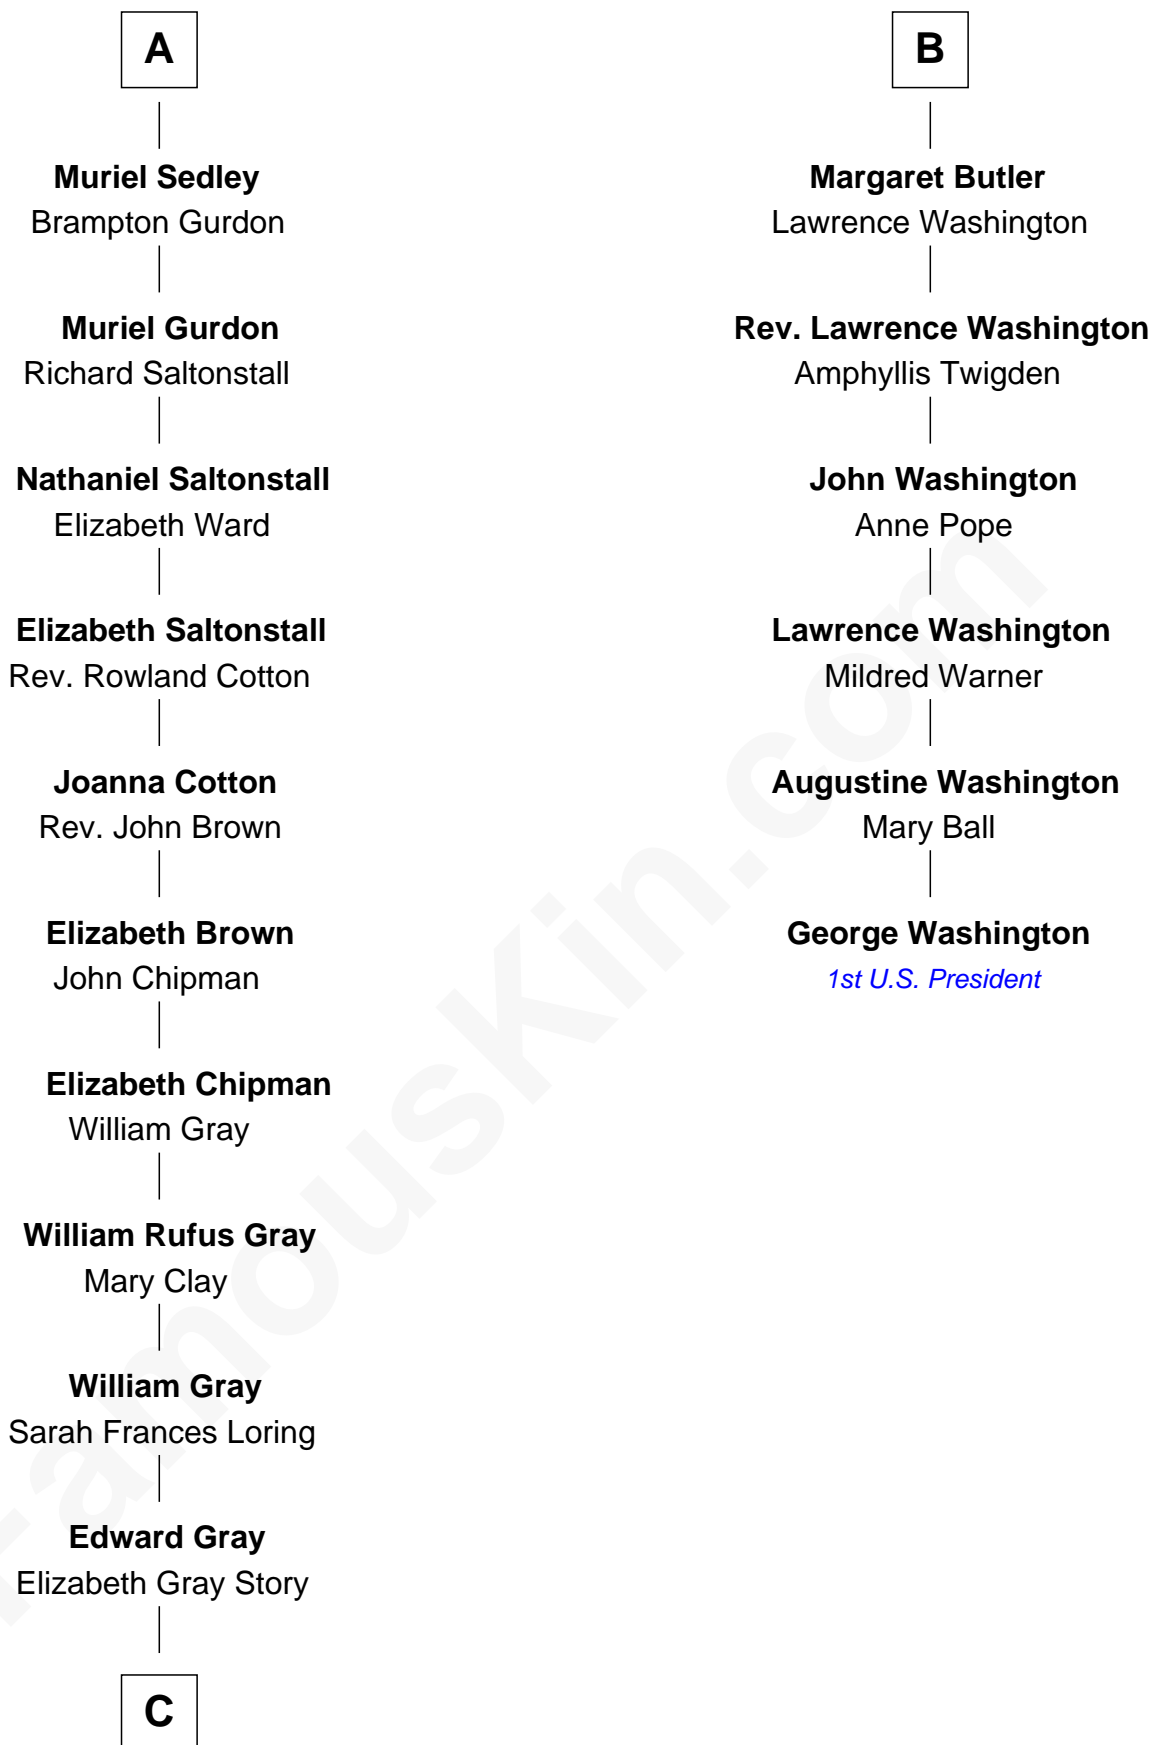 A
Muriel Sedley
Brampton Gurdon
Muriel Gurdon
Richard Saltonstall
Nathaniel Saltonstall
Elizabeth Ward
Elizabeth Saltonstall
Rev. Rowland Cotton
Joanna Cotton
Rev. John Brown
Elizabeth Brown
John Chipman
Elizabeth Chipman
William Gray
William Rufus Gray
Mary Clay
William Gray
Sarah Frances Loring
Edward Gray
Elizabeth Gray Story
C
B
Margaret Butler
Lawrence Washington
Rev. Lawrence Washington
Amphyllis Twigden
John Washington
Anne Pope
Lawrence Washington
Mildred Warner
Augustine Washington
Mary Ball
George Washington
1st U.S. President
FamousKin.com